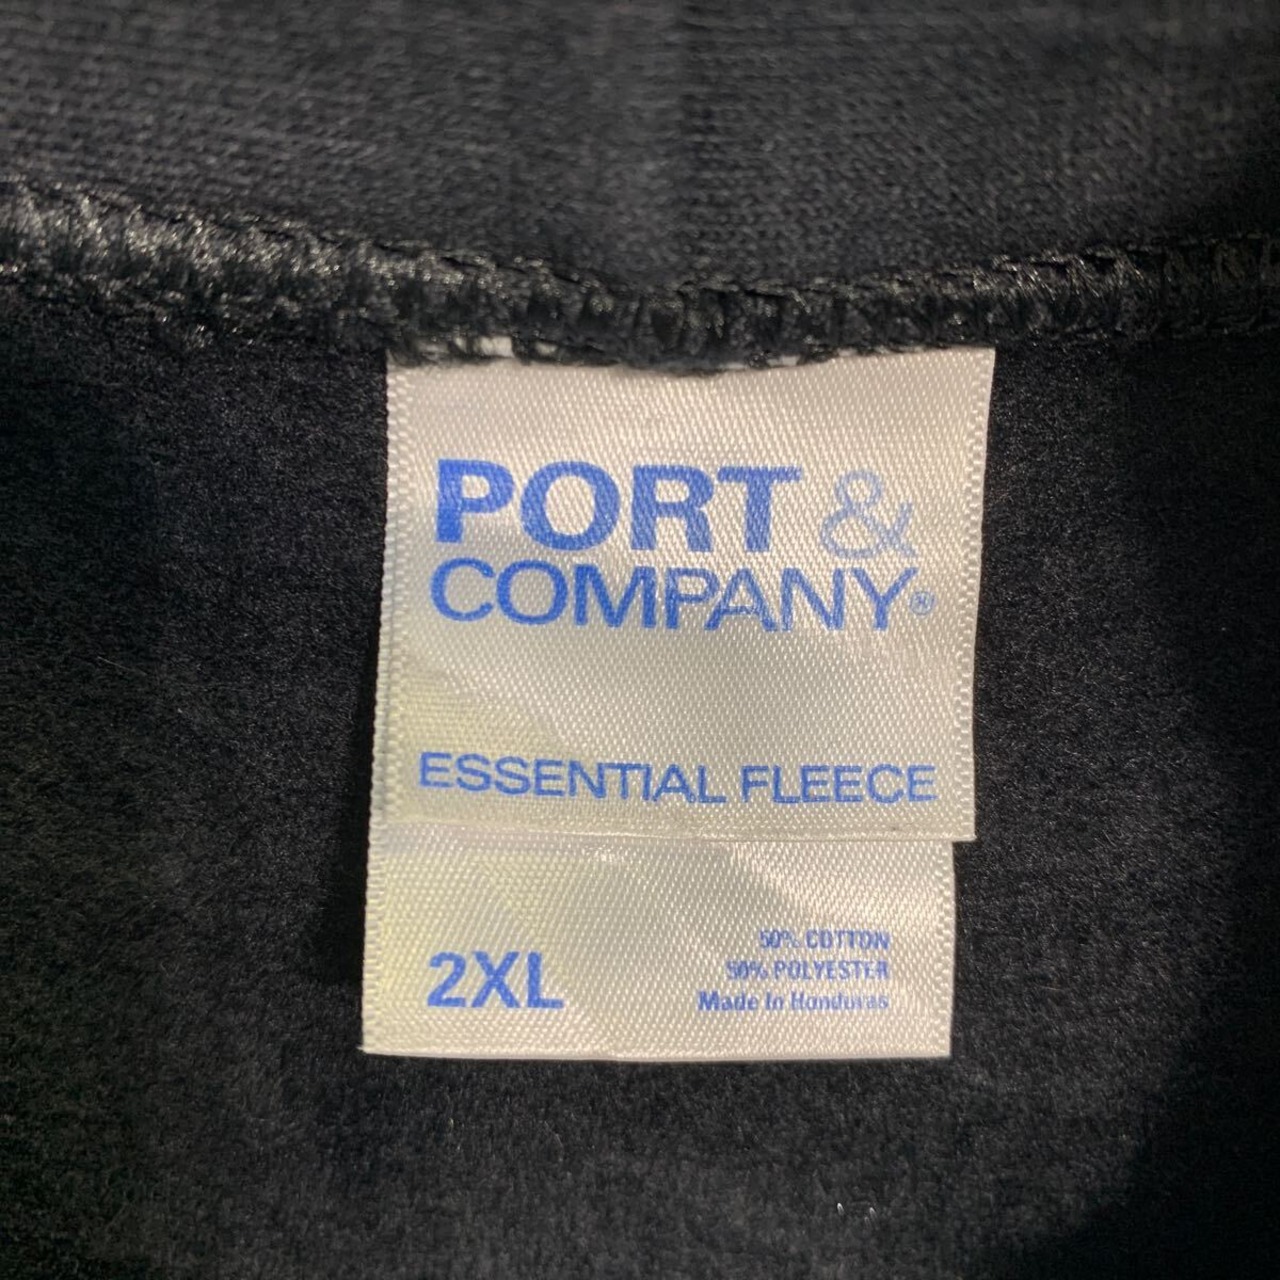 PORT &
COMPANY®
ESSENTIAL FLEECE
2XL
50% COTTON
50% POLYESTER
Made In Honduras